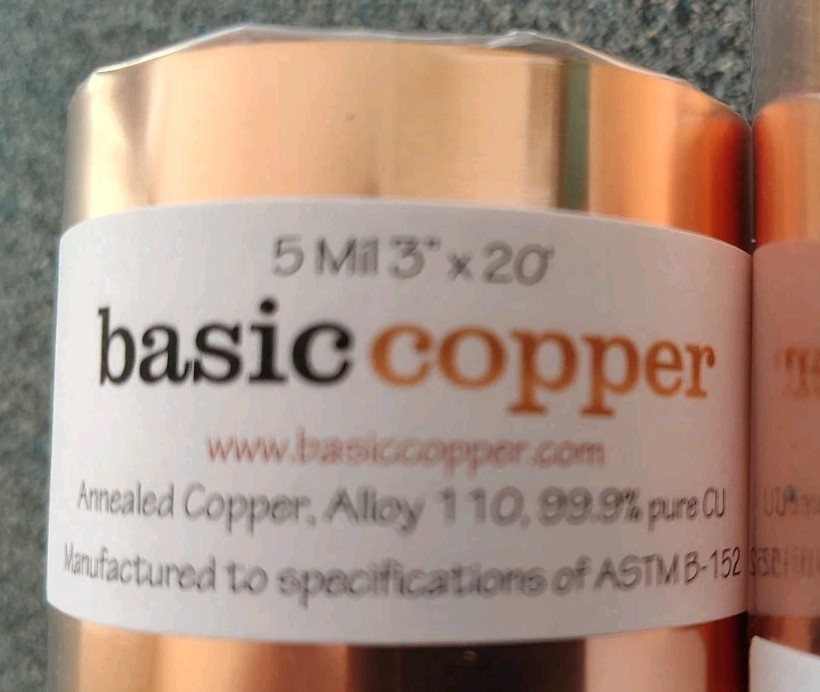 5 Mil 3" x 20'
basic copper
www.basiccopper.com
Annealed Copper, Alloy 110, 99.9% pure CU
Manufactured to specifications of ASTM B-152